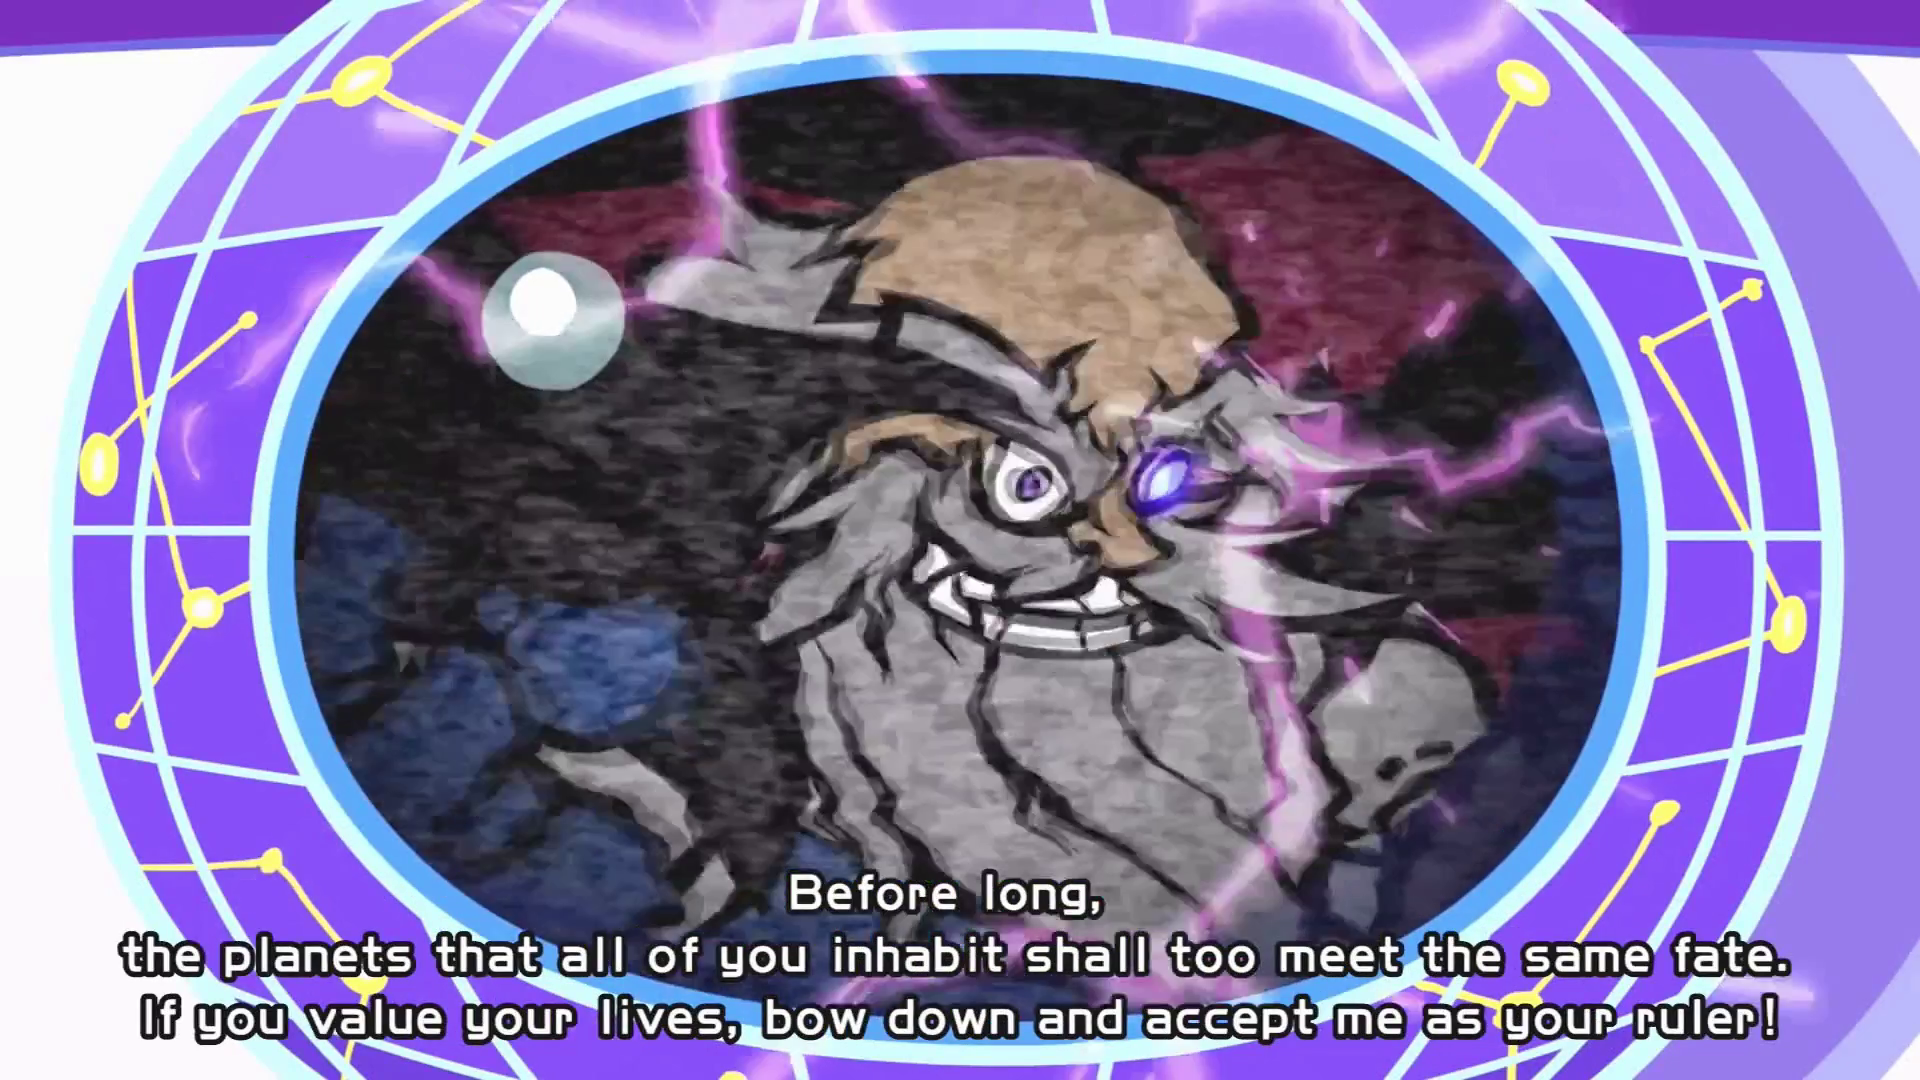 Before long,
the planets that all of you inhabit shall too meet the same fate.
If you value your lives, bow down and accept me as your ruler!